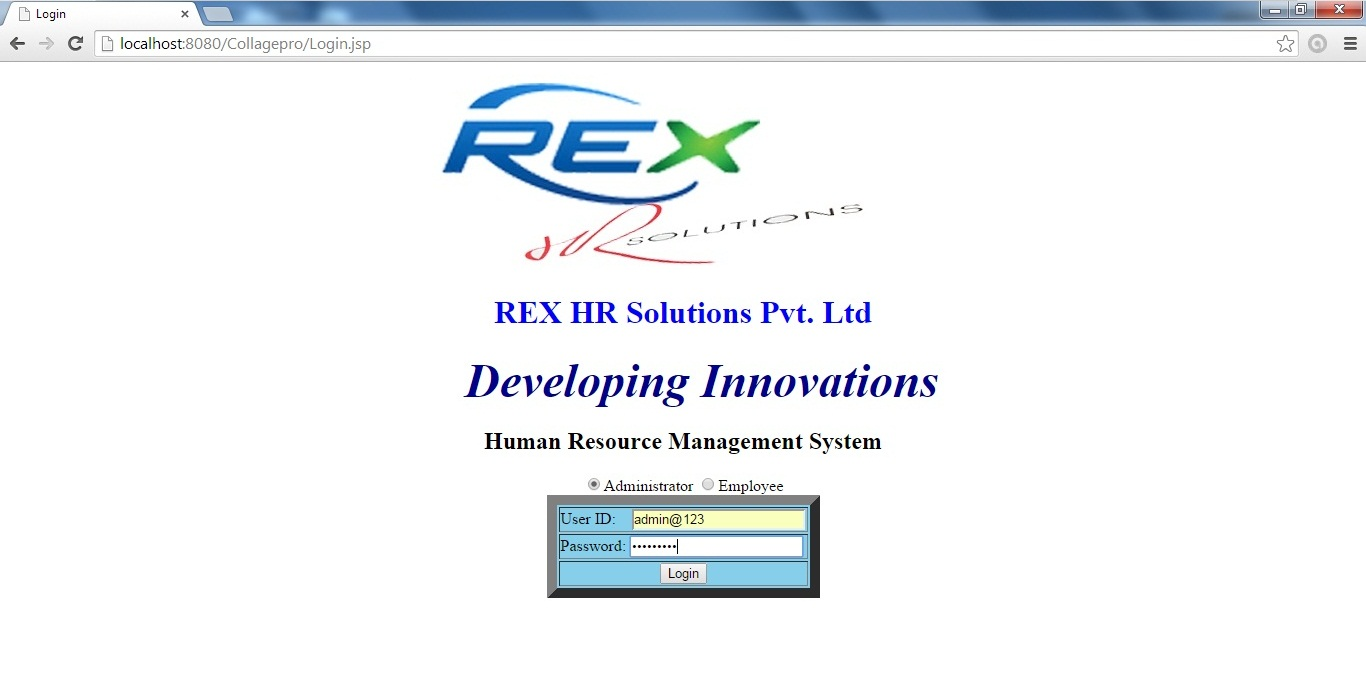 Login
localhost:8080/Collagepro/Login.jsp
REX
HR SOLUTIONS
REX HR Solutions Pvt. Ltd
Developing Innovations
Human Resource Management System
Administrator Employee
User ID: admin@123
Password: •••••••••
Login